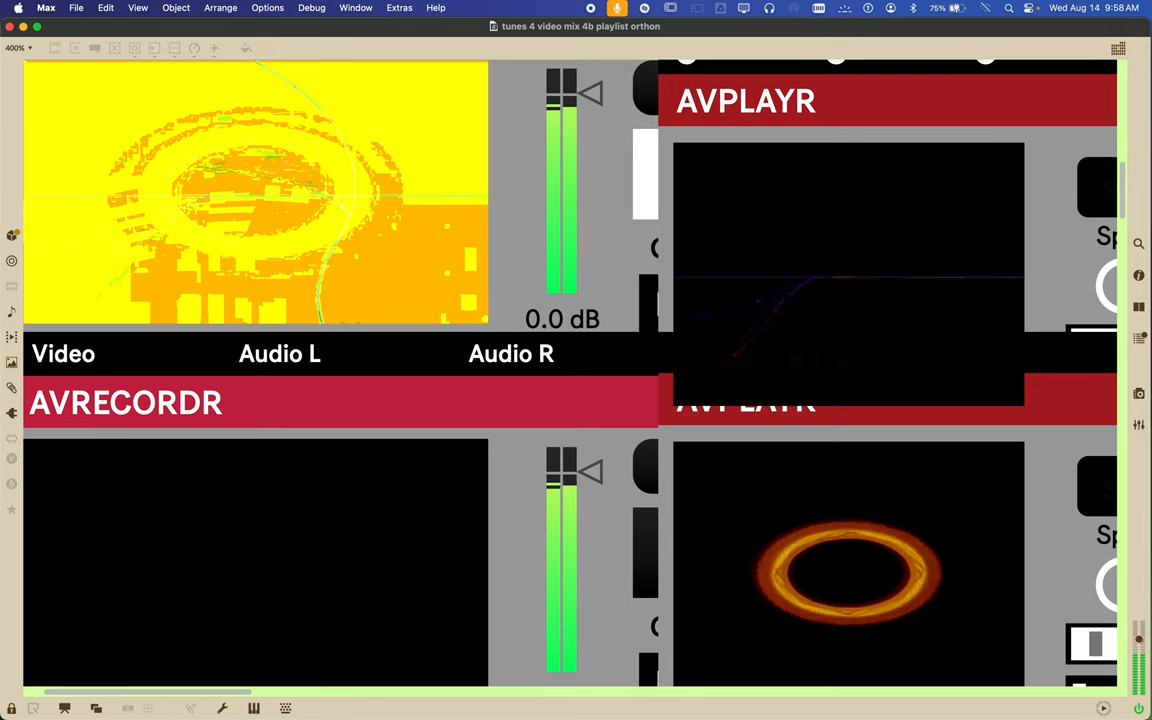 Max File Edit View Object Arrange Options Debug Window Extras Help 75% Wed Aug 14 9:58 AM
tunes 4 video mix 4b playlist orthon
400%
AVPLAYR
Sp
0.0 dB
Video Audio L Audio R
AVRECORDR
AVPLAYR
Sp